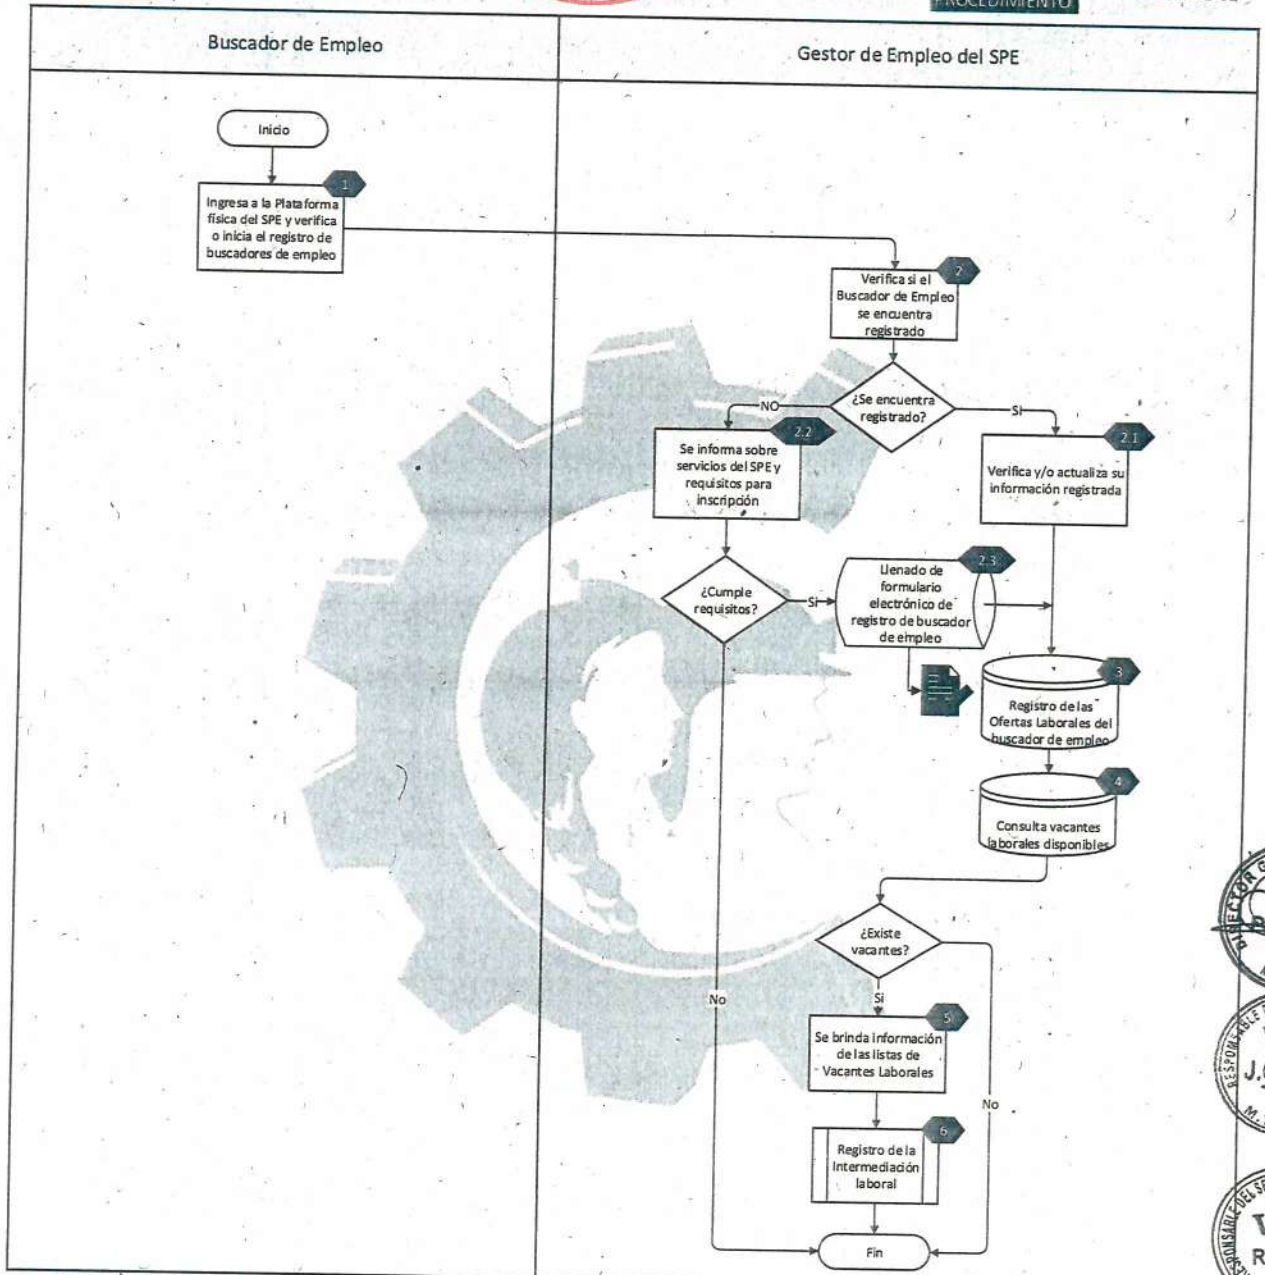 PROCEDIMIENTO
Buscador de Empleo
Gestor de Empleo del SPE
Inicio
1
Ingresa a la Plataforma
física del SPE y verifica
o inicia el registro de
buscadores de empleo
2
Verifica si el
Buscador de Empleo
se encuentra
registrado
¿Se encuentra
registrado?
NO
SI
2.2
Se informa sobre
servicios del SPE y
requisitos para
inscripción
2.1
Verifica y/o actualiza su
información registrada
¿Cumple
requisitos?
Si
2.3
Llenado de
formulario
electrónico de
registro de buscador
de empleo
3
Registro de las
Ofertas Laborales del
buscador de empleo
4
Consulta vacantes
laborales disponibles
¿Existe
vacantes?
No
Si
5
Se brinda información
de las listas de
Vacantes Laborales
No
6
Registro de la
Intermediación
laboral
Fin
DIRECTOR G
RESPONSABLE
J.
M.
RESPONSABLE DEL SE
R